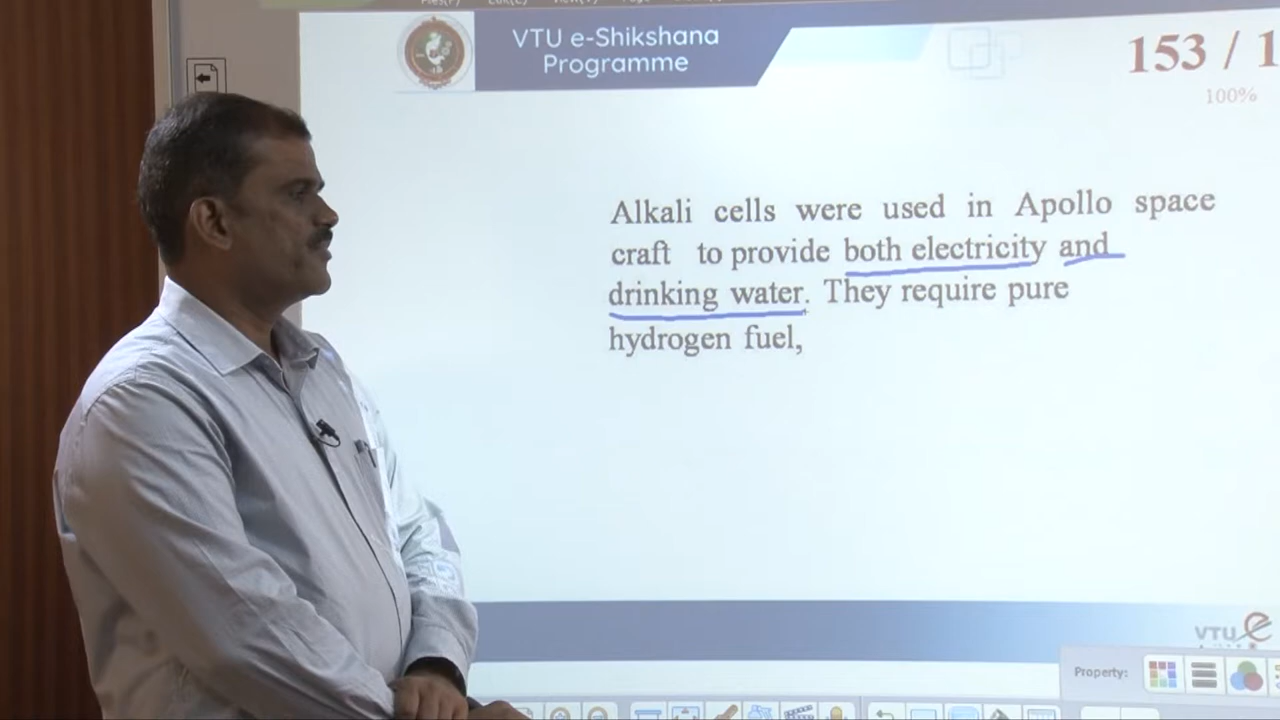 VTU e-Shikshana
Programme
153 / 1
100%
Alkali cells were used in Apollo space
craft to provide both electricity and
drinking water. They require pure
hydrogen fuel,
VTU e
Property: